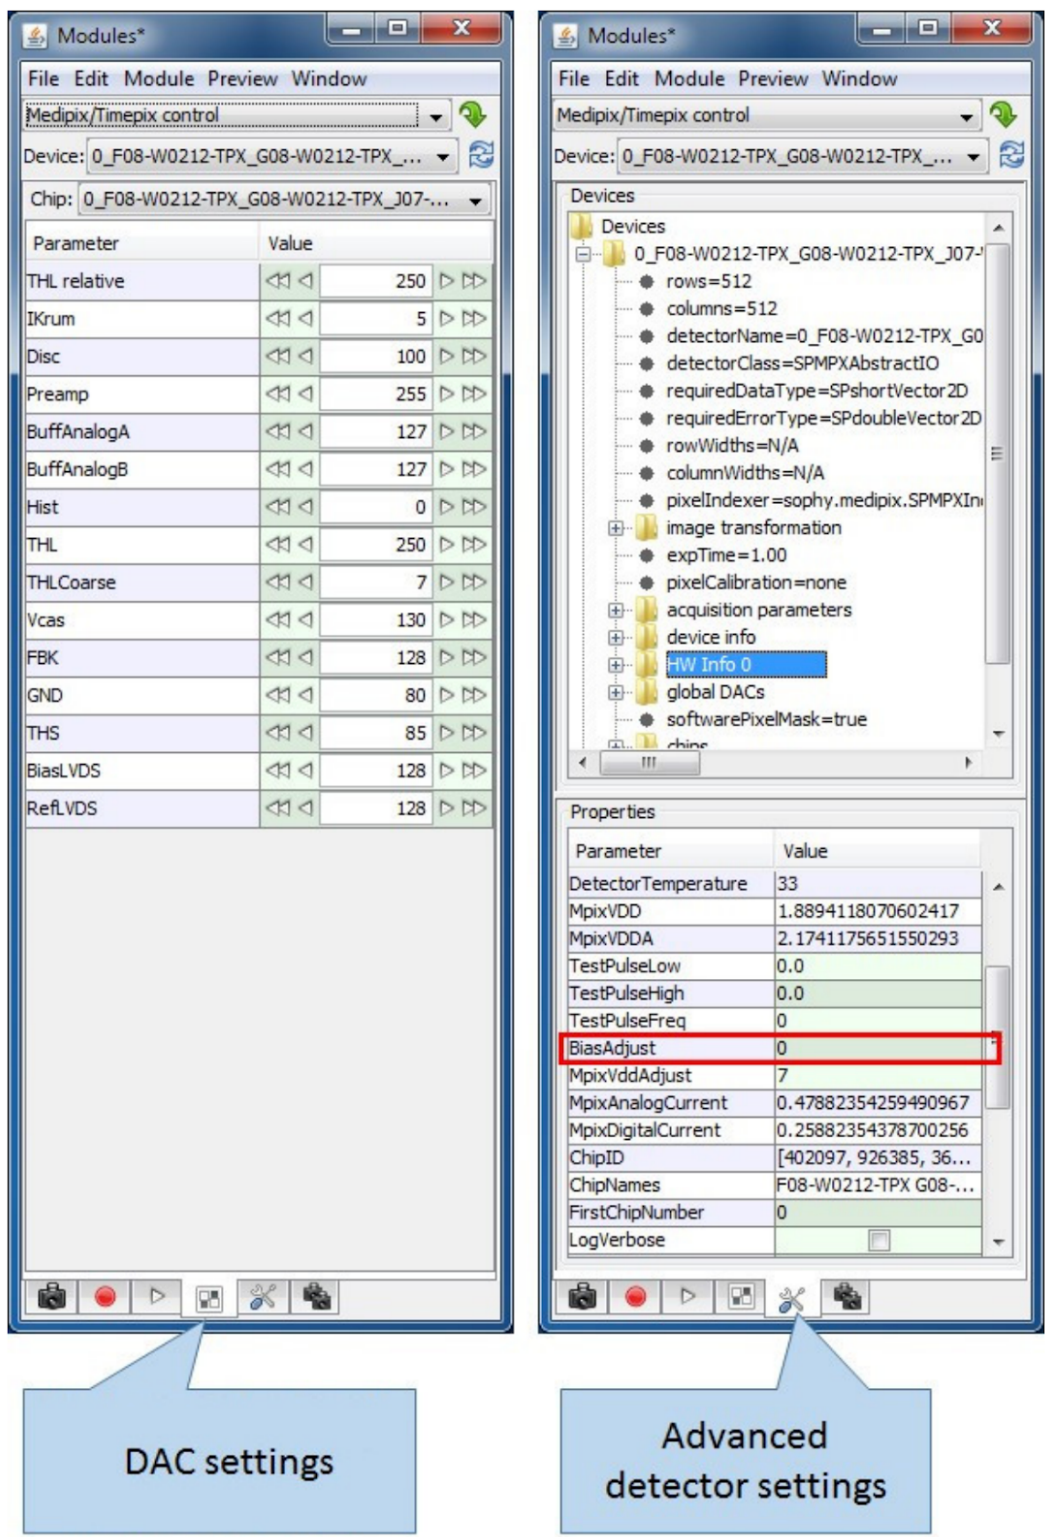 Modules*
File Edit Module Preview Window
Medipix/Timepix control
Device: 0_F08-W0212-TPX_G08-W0212-TPX_...
Chip: 0_F08-W0212-TPX_G08-W0212-TPX_J07-...
Parameter Value
THL relative 250
IKrum 5
Disc 100
Preamp 255
BuffAnalogA 127
BuffAnalogB 127
Hist 0
THL 250
THLCoarse 7
Vcas 130
FBK 128
GND 80
THS 85
BiasLVDS 128
RefLVDS 128
DAC settings
Modules*
File Edit Module Preview Window
Medipix/Timepix control
Device: 0_F08-W0212-TPX_G08-W0212-TPX_...
Devices
Devices
0_F08-W0212-TPX_G08-W0212-TPX_J07-
rows=512
columns=512
detectorName=0_F08-W0212-TPX_G0
detectorClass=SPMPXAbstractIO
requiredDataType=SPshortVector2D
requiredErrorType=SPdoubleVector2D
rowWidths=N/A
columnWidths=N/A
pixelIndexer=sophy.medipix.SPMPXIn
image transformation
expTime=1.00
pixelCalibration=none
acquisition parameters
device info
HW Info 0
global DACs
softwarePixelMask=true
chips
Properties
Parameter Value
DetectorTemperature 33
MpixVDD 1.8894118070602417
MpixVDDA 2.1741175651550293
TestPulseLow 0.0
TestPulseHigh 0.0
TestPulseFreq 0
BiasAdjust 0
MpixVddAdjust 7
MpixAnalogCurrent 0.47882354259490967
MpixDigitalCurrent 0.25882354378700256
ChipID [402097, 926385, 36...
ChipNames F08-W0212-TPX G08-...
FirstChipNumber 0
LogVerbose
Advanced
detector settings